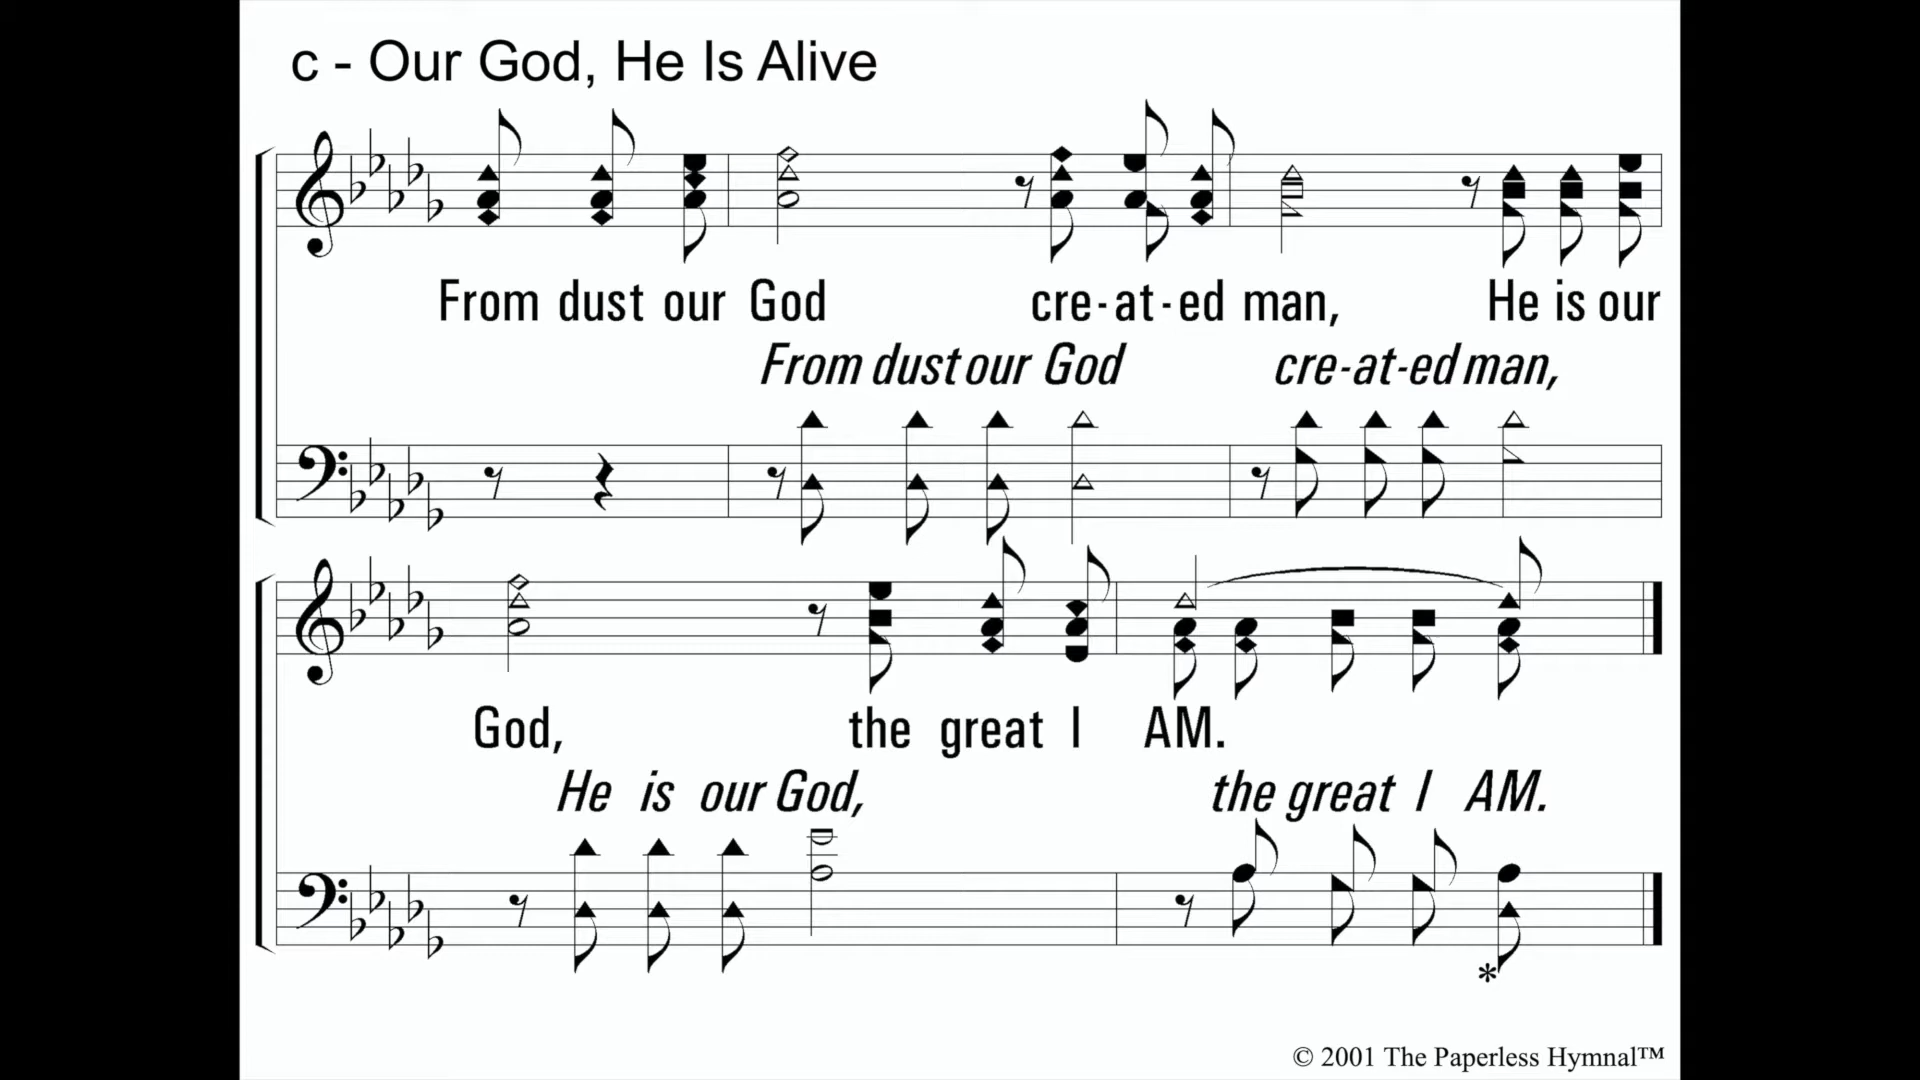 c - Our God, He Is Alive
From dust our God cre-at-ed man, He is our
From dust our God cre-at-ed man,
God, the great I AM.
He is our God, the great I AM.
*
© 2001 The Paperless Hymnal™